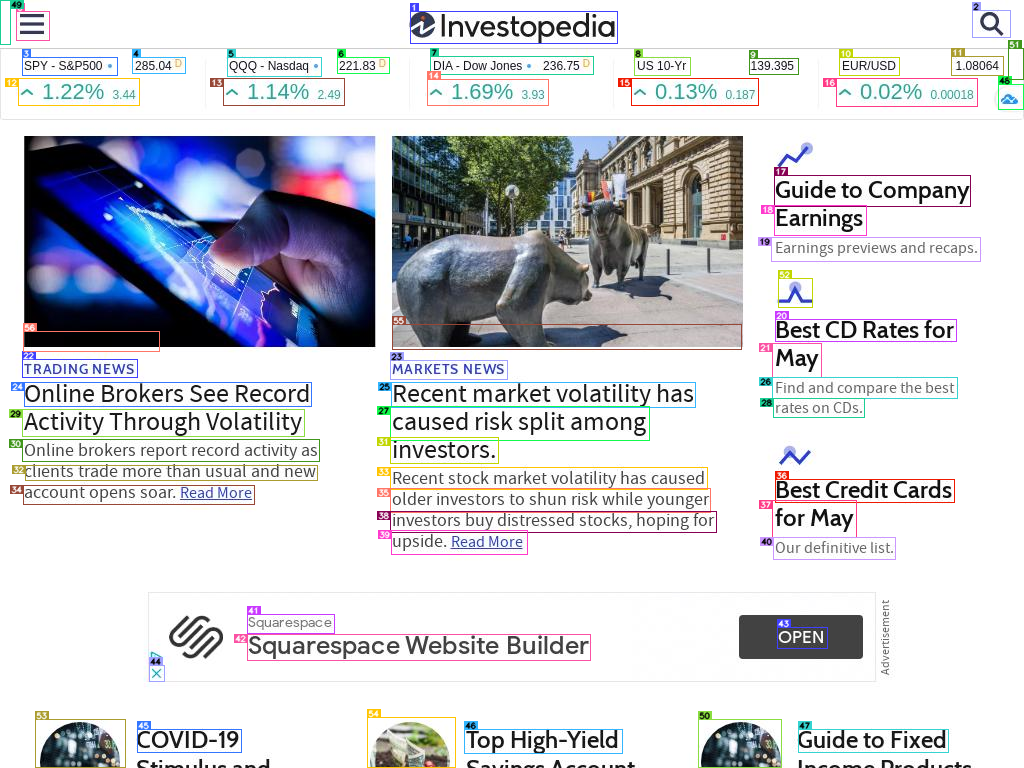 Investopedia
SPY - S&P500 285.04 D
1.22% 3.44
QQQ - Nasdaq 221.83 D
1.14% 2.49
DIA - Dow Jones 236.75 D
1.69% 3.93
US 10-Yr 139.395
0.13% 0.187
EUR/USD 1.08064
0.02% 0.00018
TRADING NEWS
Online Brokers See Record
Activity Through Volatility
Online brokers report record activity as
clients trade more than usual and new
account opens soar. Read More
MARKETS NEWS
Recent market volatility has
caused risk split among
investors.
Recent stock market volatility has caused
older investors to shun risk while younger
investors buy distressed stocks, hoping for
upside. Read More
Guide to Company
Earnings
Earnings previews and recaps.
Best CD Rates for
May
Find and compare the best
rates on CDs.
Best Credit Cards
for May
Our definitive list.
Squarespace
Squarespace Website Builder
OPEN
Advertisement
COVID-19
Stimulus and
Top High-Yield
Savings Account
Guide to Fixed
Income Products